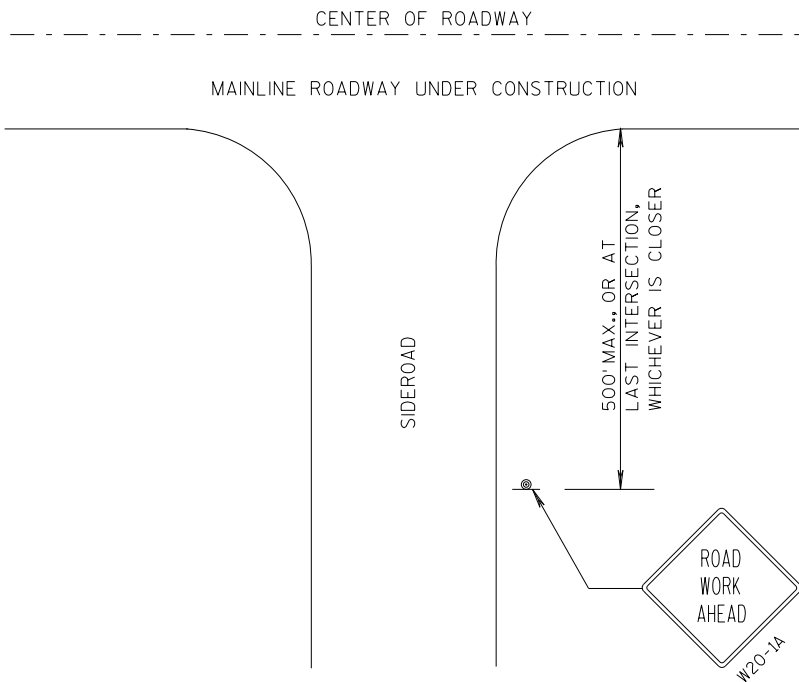 CENTER OF ROADWAY
MAINLINE ROADWAY UNDER CONSTRUCTION
SIDEROAD
500' MAX., OR AT
LAST INTERSECTION,
WHICHEVER IS CLOSER
ROAD
WORK
AHEAD
W20-1A